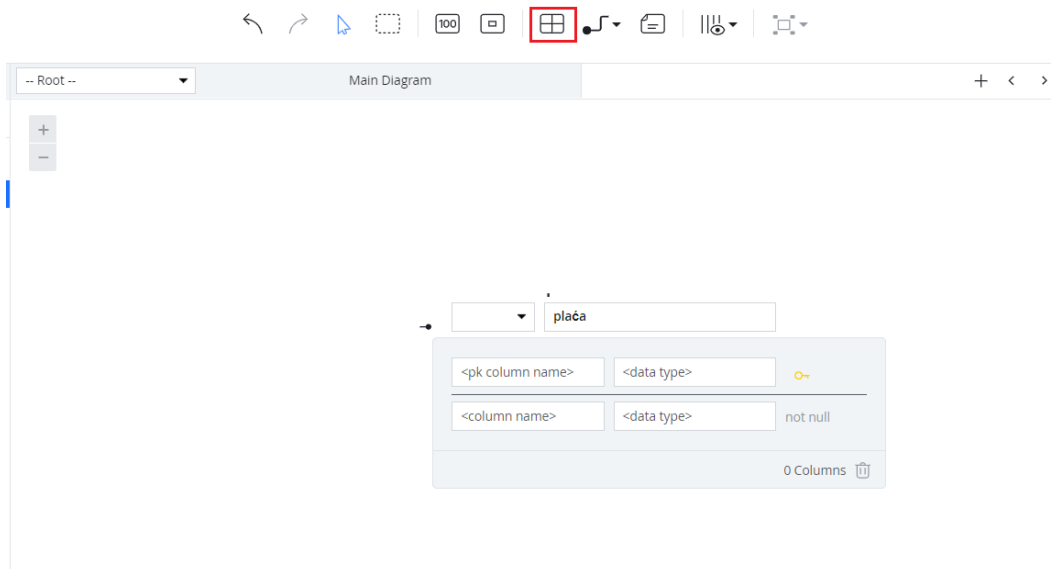 100
-- Root --
Main Diagram
plaća
<pk column name> <data type>
<column name> <data type> not null
0 Columns